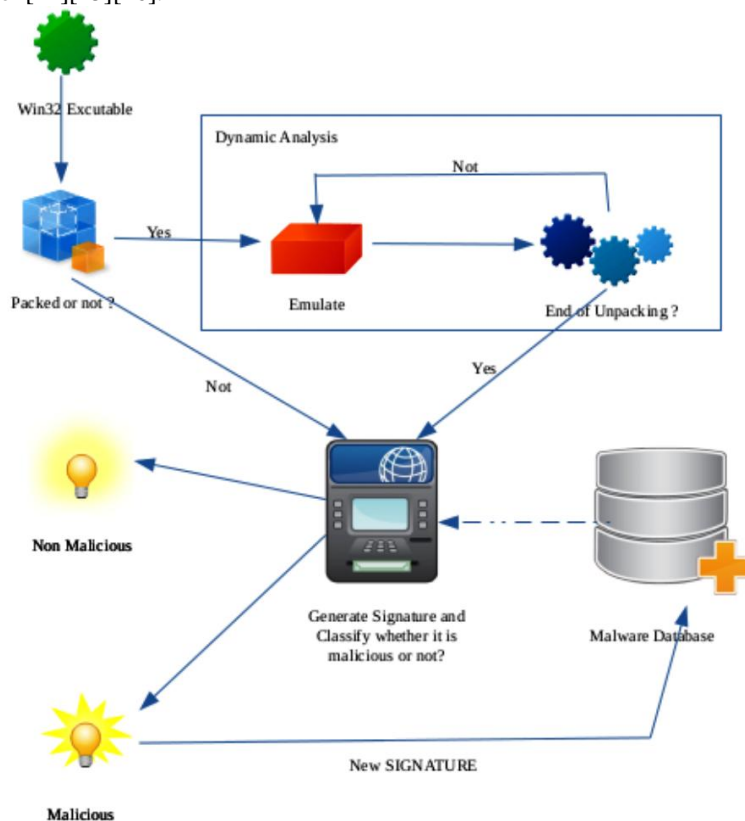 Win32 Excutable
Dynamic Analysis
Not
Yes
Packed or not ?
Emulate
End of Unpacking ?
Not
Yes
Non Malicious
Generate Signature and
Classify whether it is
malicious or not?
Malware Database
New SIGNATURE
Malicious